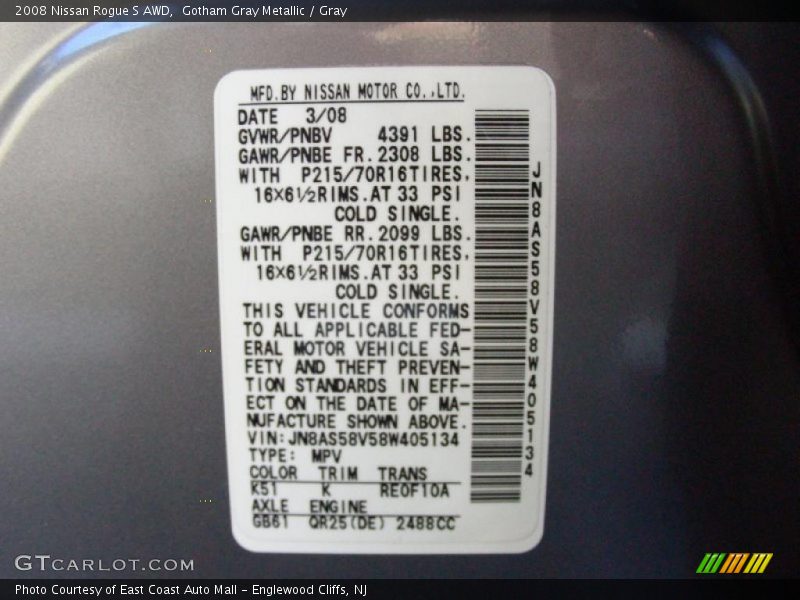 2008 Nissan Rogue S AWD,  Gotham Gray Metallic / Gray
MFD.BY NISSAN MOTOR CO.,LTD.
DATE 3/08
GVWR/PNBV 4391 LBS.
GAWR/PNBE FR.2308 LBS.
WITH P215/70R16TIRES,
16×6½RIMS.AT 33 PSI
COLD SINGLE.
GAWR/PNBE RR.2099 LBS.
WITH P215/70R16TIRES,
16×6½RIMS.AT 33 PSI
COLD SINGLE.
THIS VEHICLE CONFORMS
TO ALL APPLICABLE FED-
ERAL MOTOR VEHICLE SA-
FETY AND THEFT PREVEN-
TION STANDARDS IN EFF-
ECT ON THE DATE OF MA-
NUFACTURE SHOWN ABOVE.
VIN:JN8AS58V58W405134
TYPE: MPV
COLOR TRIM TRANS
K51 K RE0F10A
AXLE ENGINE
GB61 QR25(DE) 2488CC
JN8AS58V58W405134
GTCARLOT.COM
Photo Courtesy of East Coast Auto Mall - Englewood Cliffs, NJ